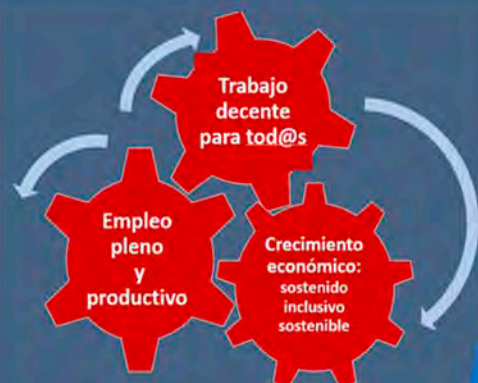 Trabajo
decente
para tod@s
Empleo
pleno
y
productivo
Crecimiento
económico:
sostenido
inclusivo
sostenible